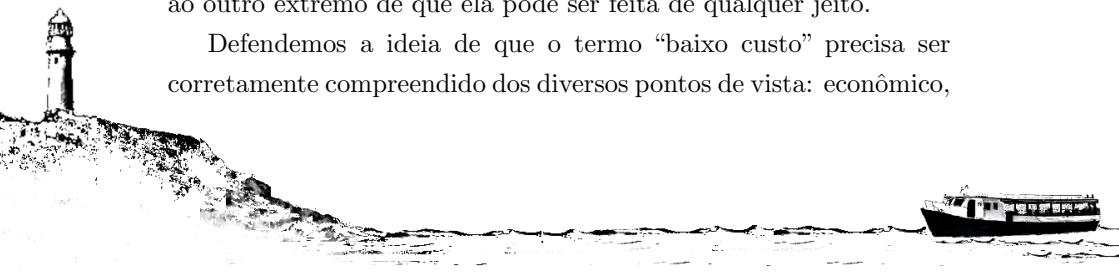 ao outro extremo de que ela pode ser feita de qualquer jeito.
Defendemos a ideia de que o termo “baixo custo” precisa ser
corretamente compreendido dos diversos pontos de vista: econômico,